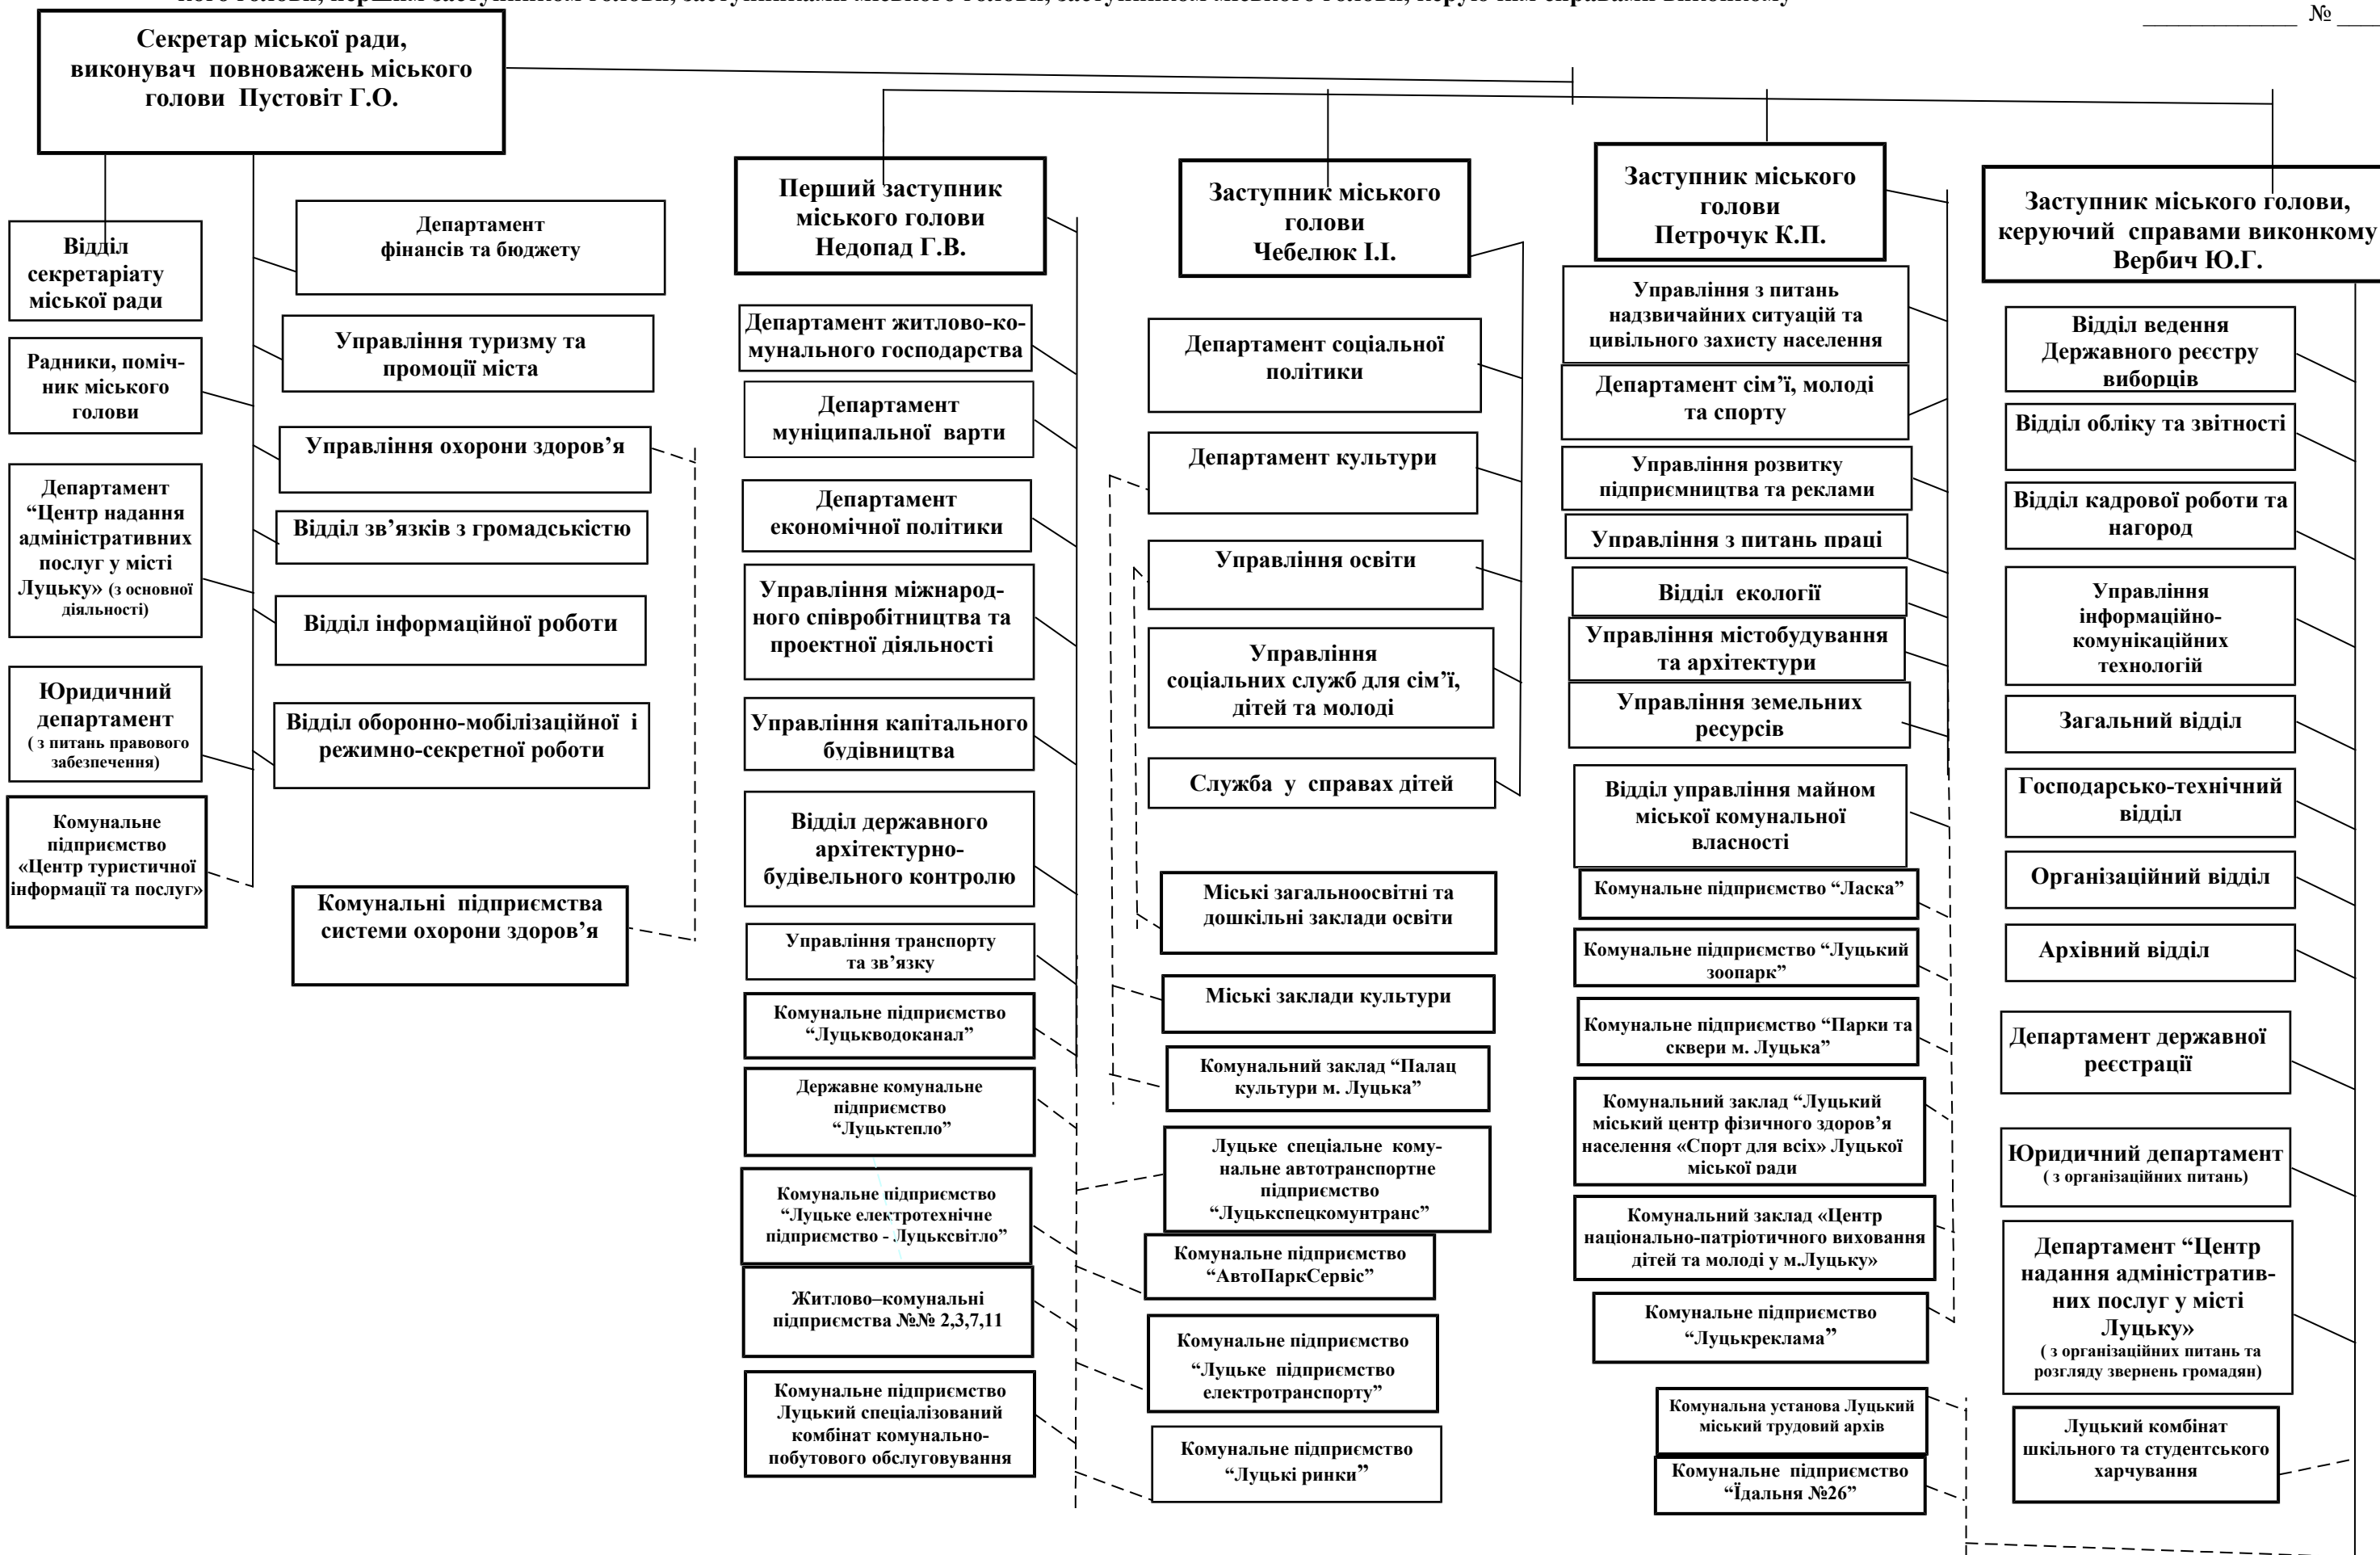 кого голови, першим заступником голови, заступниками міського голови, заступником міського голови, керуючим справами виконкому
_____________ № ____
Секретар міської ради,
виконувач повноважень міського
голови Пустовіт Г.О.
Відділ
секретаріату
міської ради
Радники, поміч-
ник міського
голови
Департамент
“Центр надання
адміністративних
послуг у місті
Луцьку» (з основної
діяльності)
Юридичний
департамент
( з питань правового
забезпечення)
Комунальне
підприємство
«Центр туристичної
інформації та послуг»
Департамент
фінансів та бюджету
Управління туризму та
промоції міста
Управління охорони здоров’я
Відділ зв’язків з громадськістю
Відділ інформаційної роботи
Відділ оборонно-мобілізаційної і
режимно-секретної роботи
Комунальні підприємства
системи охорони здоров’я
Перший заступник
міського голови
Недопад Г.В.
Департамент житлово-ко-
мунального господарства
Департамент
муніципальної варти
Департамент
економічної політики
Управління міжнарод-
ного співробітництва та
проектної діяльності
Управління капітального
будівництва
Відділ державного
архітектурно-
будівельного контролю
Управління транспорту
та зв’язку
Комунальне підприємство
“Луцькводоканал”
Державне комунальне
підприємство
“Луцьктепло”
Комунальне підприємство
“Луцьке електротехнічне
підприємство - Луцьксвітло”
Житлово–комунальні
підприємства №№ 2,3,7,11
Комунальне підприємство
Луцький спеціалізований
комбінат комунально-
побутового обслуговування
Заступник міського
голови
Чебелюк І.І.
Департамент соціальної
політики
Департамент культури
Управління освіти
Управління
соціальних служб для сім’ї,
дітей та молоді
Служба у справах дітей
Міські загальноосвітні та
дошкільні заклади освіти
Міські заклади культури
Комунальний заклад “Палац
культури м. Луцька”
Луцьке спеціальне кому-
нальне автотранспортне
підприємство
“Луцькспецкомунтранс”
Комунальне підприємство
“АвтоПаркСервіс”
Комунальне підприємство
“Луцьке підприємство
електротранспорту”
Комунальне підприємство
“Луцькі ринки”
Заступник міського
голови
Петрочук К.П.
Управління з питань
надзвичайних ситуацій та
цивільного захисту населення
Департамент сім’ї, молоді
та спорту
Управління розвитку
підприємництва та реклами
Управління з питань праці
Відділ екології
Управління містобудування
та архітектури
Управління земельних
ресурсів
Відділ управління майном
міської комунальної
власності
Комунальне підприємство “Ласка”
Комунальне підприємство “Луцький
зоопарк”
Комунальне підприємство “Парки та
сквери м. Луцька”
Комунальний заклад “Луцький
міський центр фізичного здоров’я
населення «Спорт для всіх» Луцької
міської ради
Комунальний заклад «Центр
національно-патріотичного виховання
дітей та молоді у м.Луцьку»
Комунальне підприємство
“Луцькреклама”
Комунальна установа Луцький
міський трудовий архів
Комунальне підприємство
“Їдальня №26”
Заступник міського голови,
керуючий справами виконкому
Вербич Ю.Г.
Відділ ведення
Державного реєстру
виборців
Відділ обліку та звітності
Відділ кадрової роботи та
нагород
Управління
інформаційно-
комунікаційних
технологій
Загальний відділ
Господарсько-технічний
відділ
Організаційний відділ
Архівний відділ
Департамент державної
реєстрації
Юридичний департамент
( з організаційних питань)
Департамент “Центр
надання адміністратив-
них послуг у місті
Луцьку»
( з організаційних питань та
розгляду звернень громадян)
Луцький комбінат
шкільного та студентського
харчування